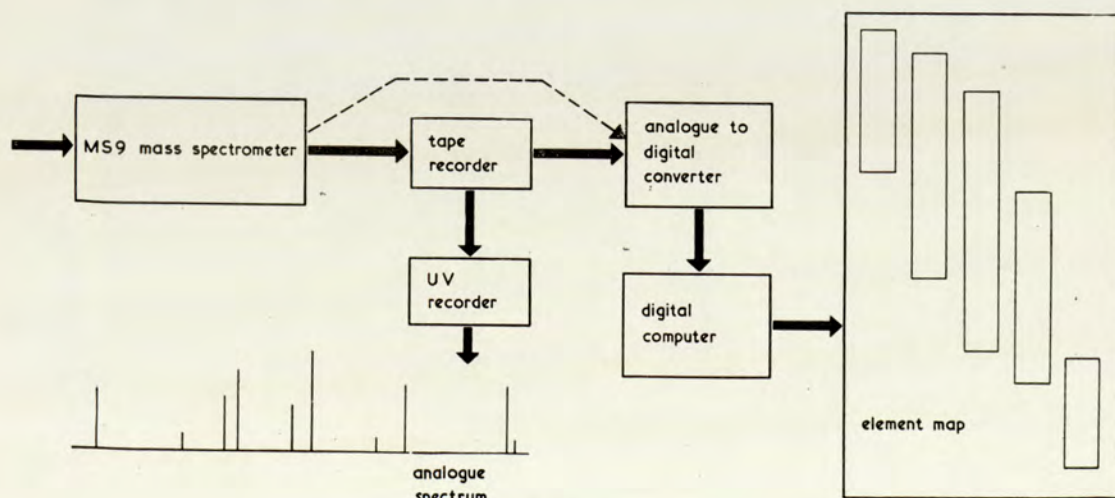 MS9 mass spectrometer
tape
recorder
analogue to
digital
converter
UV
recorder
digital
computer
element map
analogue
spectrum